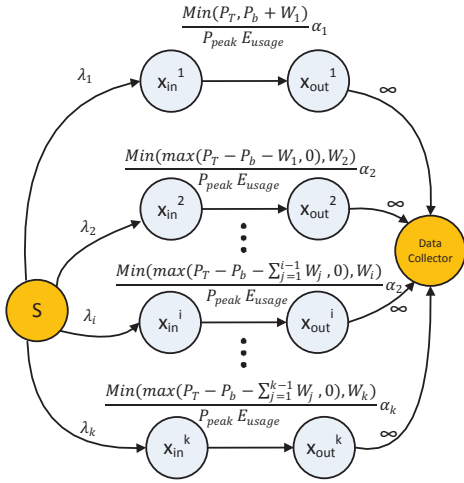 Min(P_T, P_b + W_1)
P_peak E_usage α_1
λ_1 x_in^1 x_out^1 ∞
Min(max(P_T − P_b − W_1, 0), W_2)
P_peak E_usage α_2
λ_2 x_in^2 x_out^2 ∞
Data
Collector
Min(max(P_T − P_b − ∑_{j=1}^{i−1} W_j , 0), W_i)
P_peak E_usage α_2
S λ_i x_in^i x_out^i ∞
Min(max(P_T − P_b − ∑_{j=1}^{k−1} W_j , 0), W_k)
P_peak E_usage α_k
λ_k x_in^k x_out^k ∞